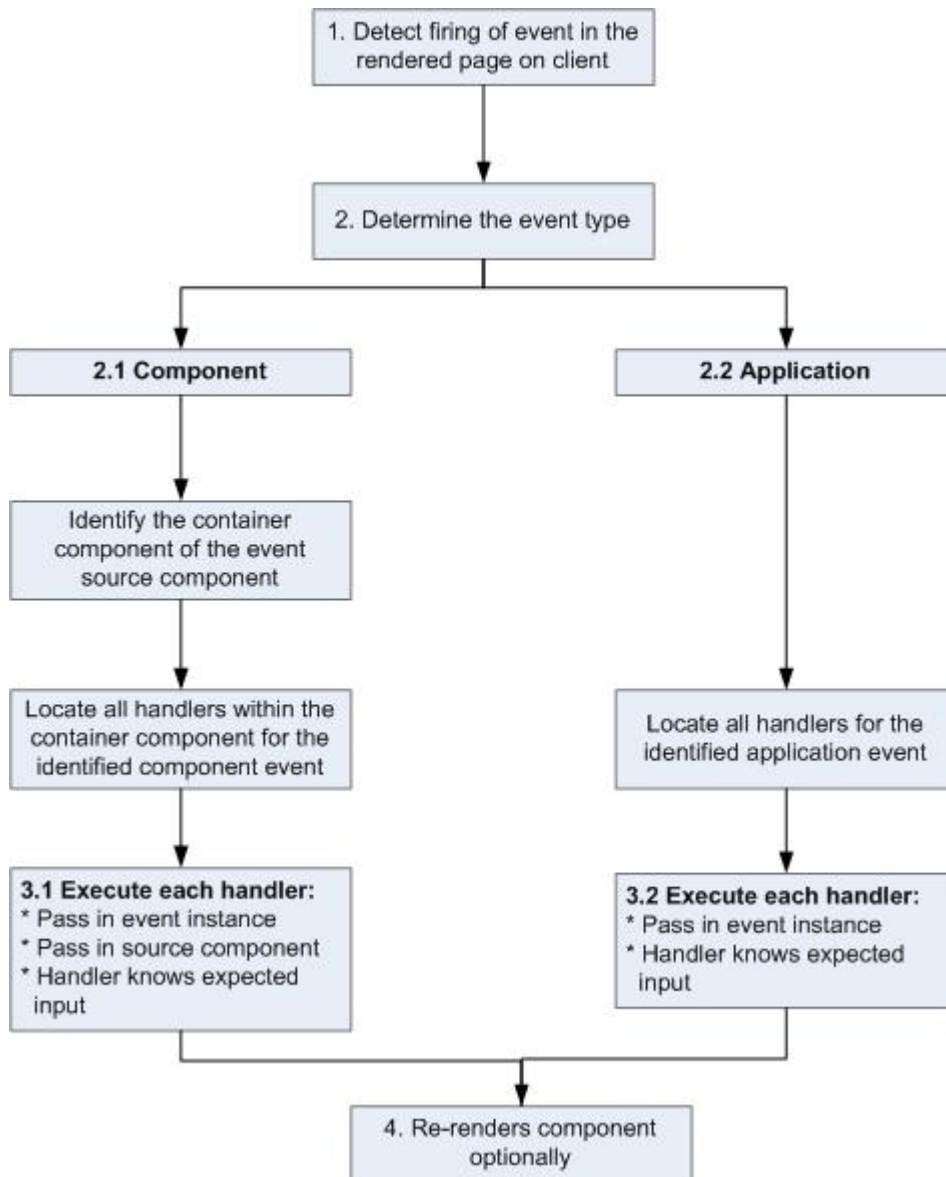 1. Detect firing of event in the
rendered page on client
2. Determine the event type
2.1 Component
2.2 Application
Identify the container
component of the event
source component
Locate all handlers within the
container component for the
identified component event
Locate all handlers for the
identified application event
3.1 Execute each handler:
* Pass in event instance
* Pass in source component
* Handler knows expected
input
3.2 Execute each handler:
* Pass in event instance
* Handler knows expected
input
4. Re-renders component
optionally